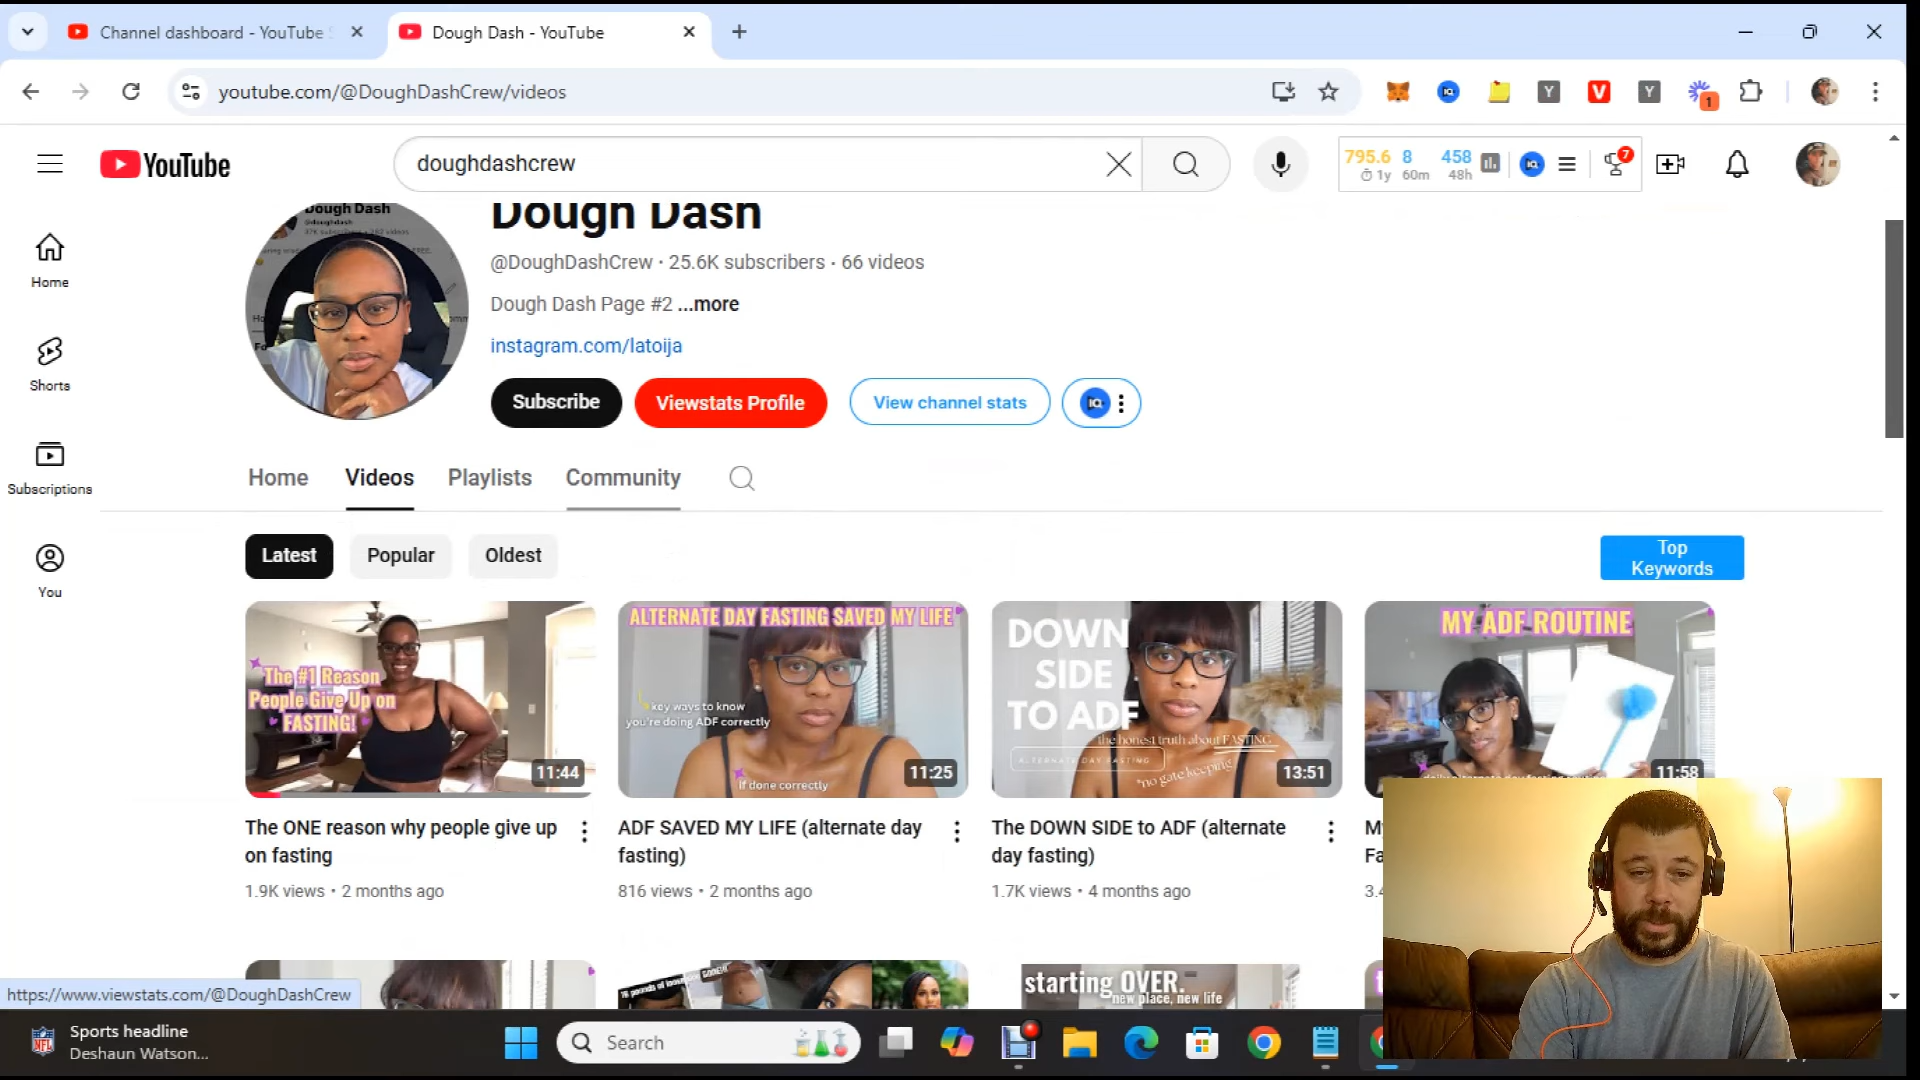 Channel dashboard - YouTube S
Dough Dash - YouTube
youtube.com/@DoughDashCrew/videos
1
YouTube
doughdashcrew
795.6 8 458
1y 60m 48h
7
Home
Shorts
Subscriptions
You
Dough Dash
@DoughDashCrew · 25.6K subscribers · 66 videos
Dough Dash Page #2 ...more
instagram.com/latoija
Subscribe
Viewstats Profile
View channel stats
Home
Videos
Playlists
Community
Latest
Popular
Oldest
Top
Keywords
The #1 Reason
People Give Up on
FASTING!
11:44
The ONE reason why people give up
on fasting
1.9K views · 2 months ago
ALTERNATE DAY FASTING SAVED MY LIFE
key ways to know
you're doing ADF correctly
If done correctly
11:25
ADF SAVED MY LIFE (alternate day
fasting)
816 views · 2 months ago
DOWN
SIDE
TO ADF
the honest truth about FASTING
ALTERNATE DAY FASTING
*no gate keeping
13:51
The DOWN SIDE to ADF (alternate
day fasting)
1.7K views · 4 months ago
MY ADF ROUTINE
11:58
starting OVER.
new place, new life
https://www.viewstats.com/@DoughDashCrew
Sports headline
Deshaun Watson...
Search